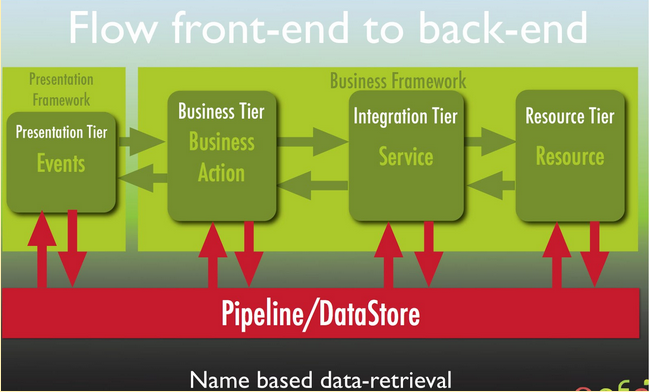 Flow front-end to back-end
Presentation
Framework
Business Framework
Presentation Tier
Events
Business Tier
Business
Action
Integration Tier
Service
Resource Tier
Resource
Pipeline/DataStore
Name based data-retrieval